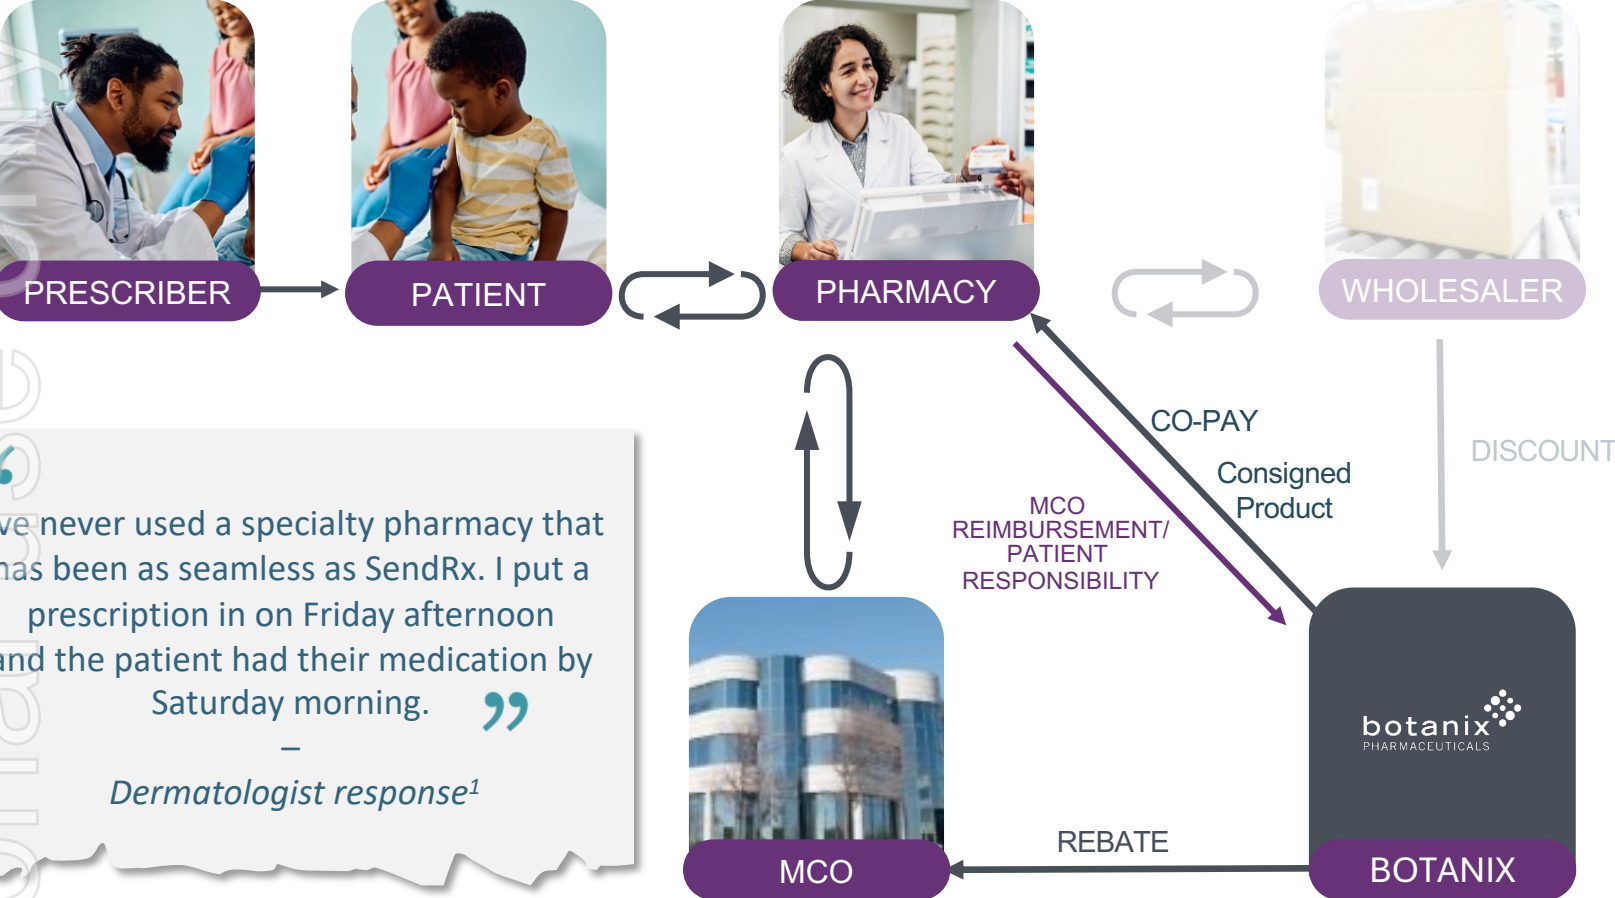 PRESCRIBER
PATIENT
PHARMACY
WHOLESALER
CO-PAY
Consigned
Product
DISCOUNT
MCO
REIMBURSEMENT/
PATIENT
RESPONSIBILITY
never used a specialty pharmacy that
been as seamless as SendRx. I put a
prescription in on Friday afternoon
and the patient had their medication by
Saturday morning. ”
–
Dermatologist response¹
botanix
PHARMACEUTICALS
REBATE
MCO
BOTANIX